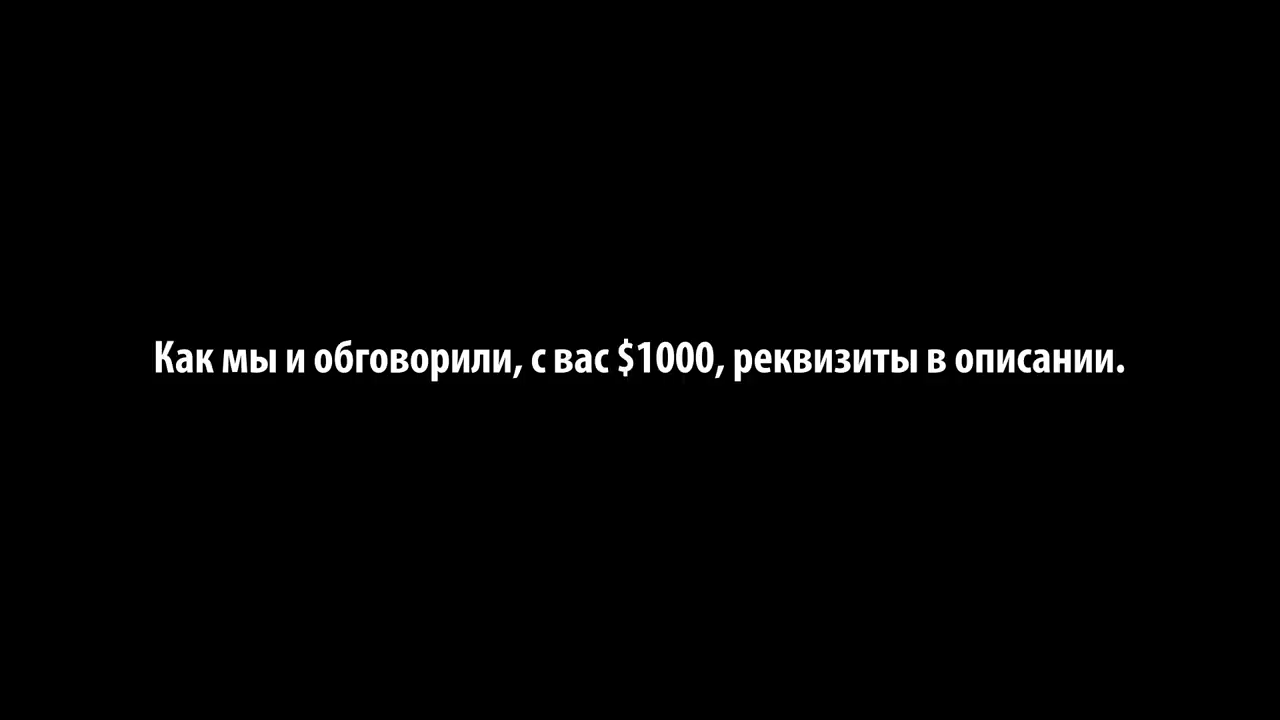 Как мы и обговорили, с вас $1000, реквизиты в описании.